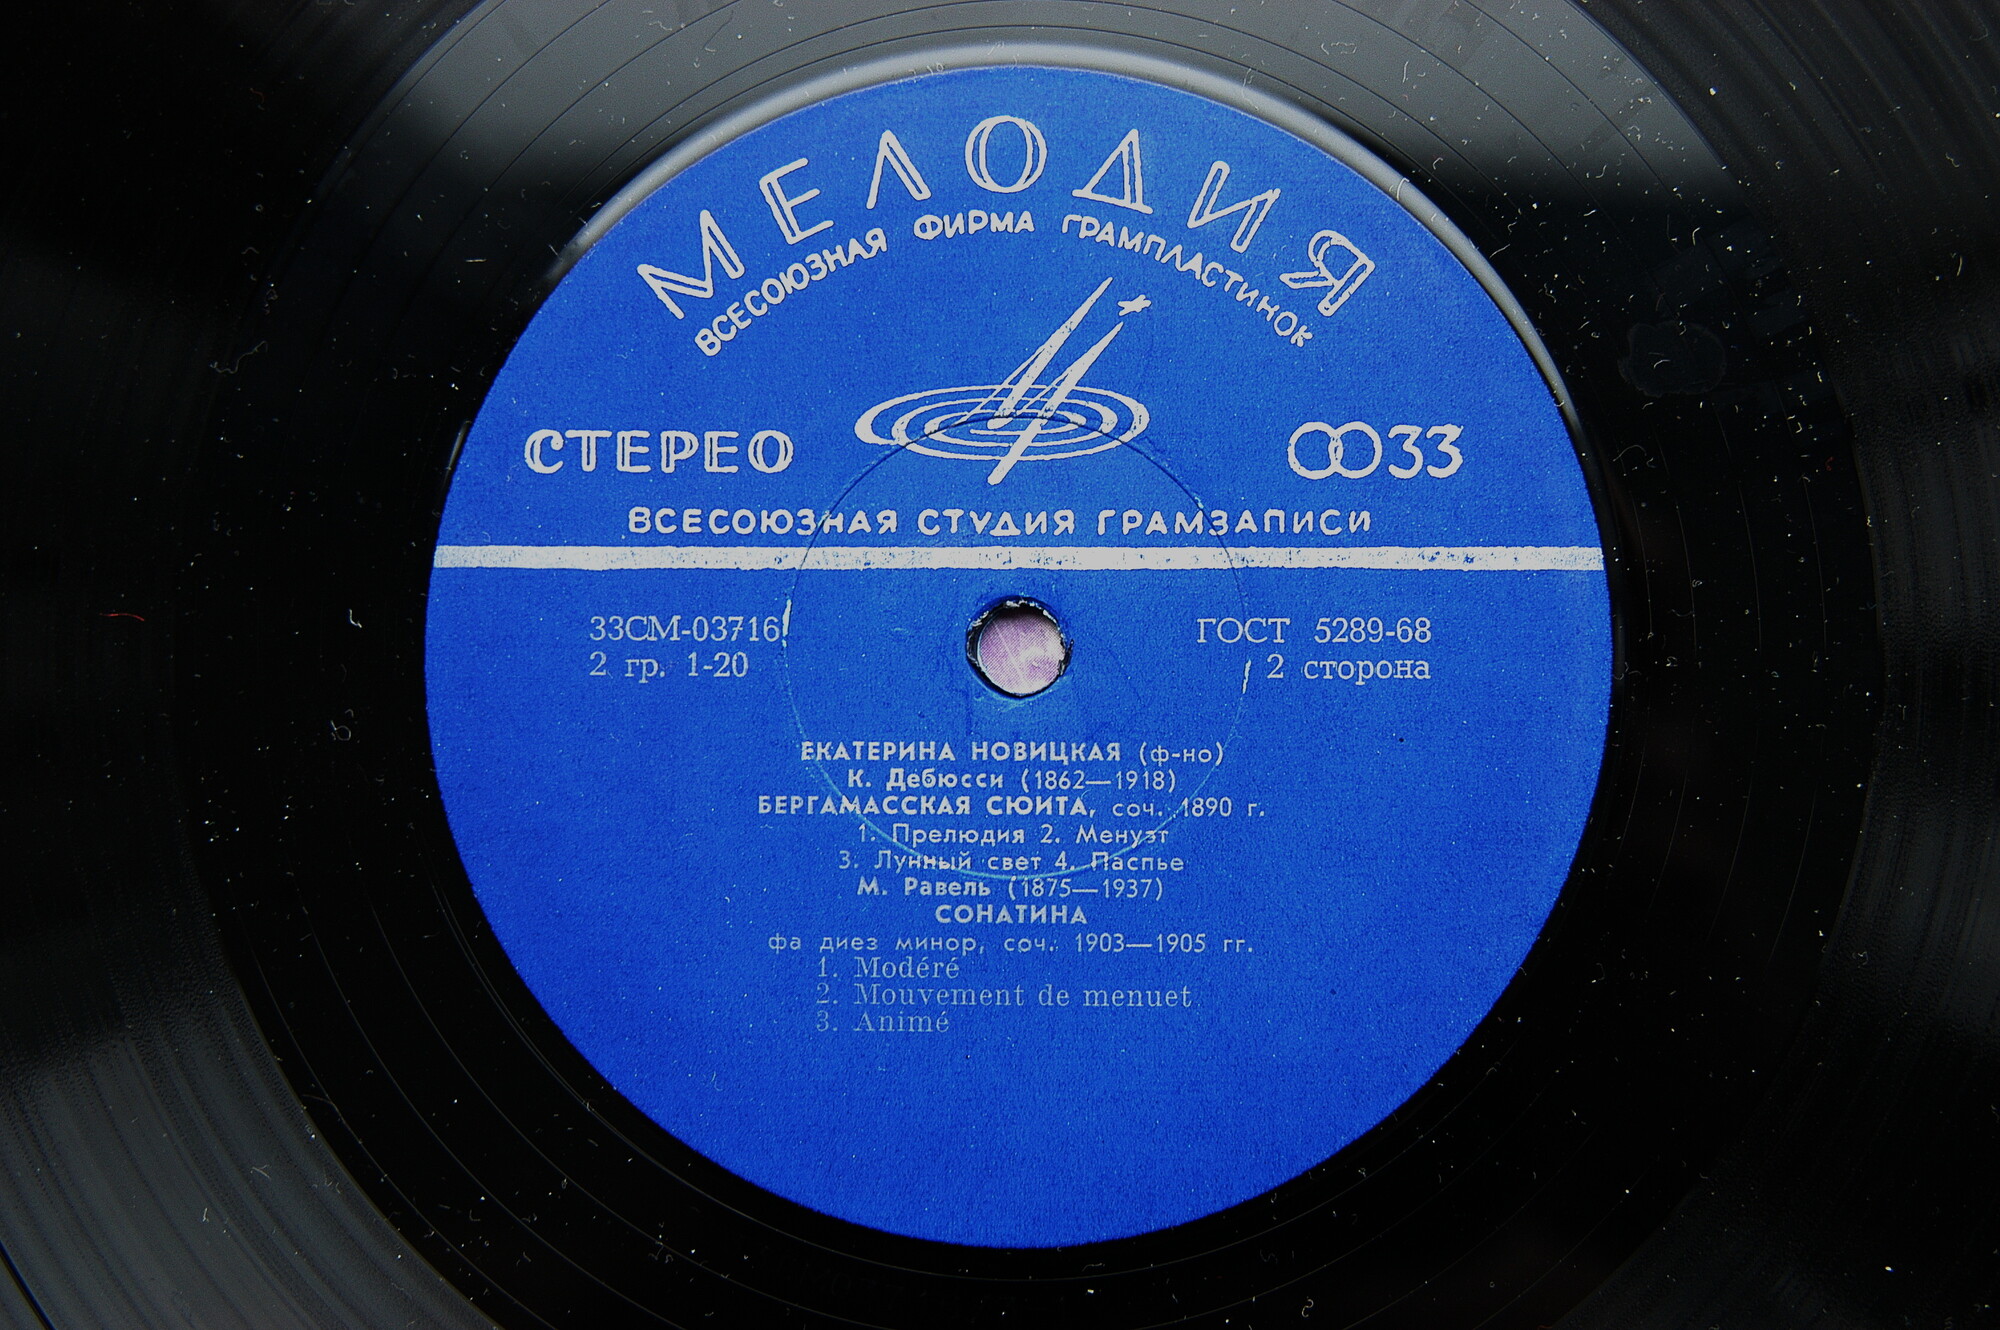 МЕЛОДИЯ
ВСЕСОЮЗНАЯ ФИРМА ГРАМПЛАСТИНОК
СТЕРЕО
33
ВСЕСОЮЗНАЯ СТУДИЯ ГРАМЗАПИСИ
33СМ-03716
ГОСТ 5289-68
2 гр. 1-20
2 сторона
ЕКАТЕРИНА НОВИЦКАЯ (ф-но)
К. Дебюсси (1862—1918)
БЕРГАМАССКАЯ СЮИТА, соч. 1890 г.
1. Прелюдия 2. Менуэт
3. Лунный свет 4. Паспье
М. Равель (1875—1937)
СОНАТИНА
фа диез минор, соч. 1903—1905 гг.
1. Modéré
2. Mouvement de menuet
3. Animé